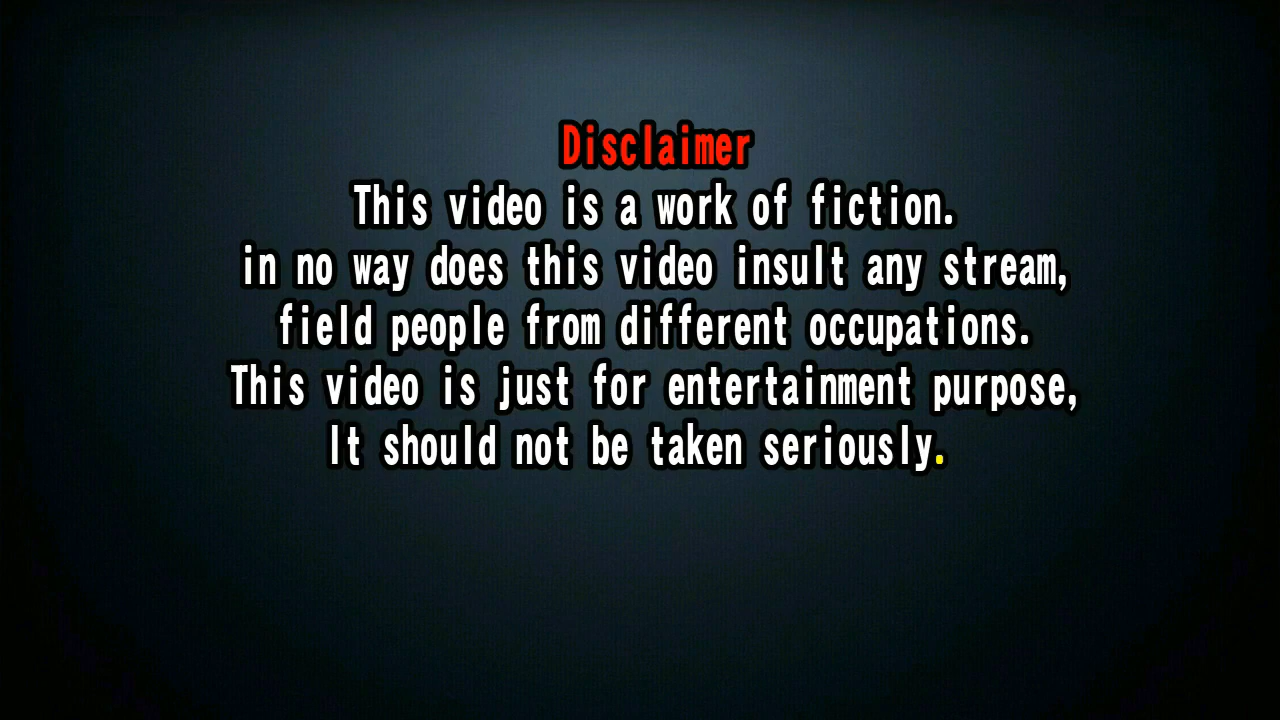 Disclaimer
This video is a work of fiction.
in no way does this video insult any stream,
field people from different occupations.
This video is just for entertainment purpose,
It should not be taken seriously.